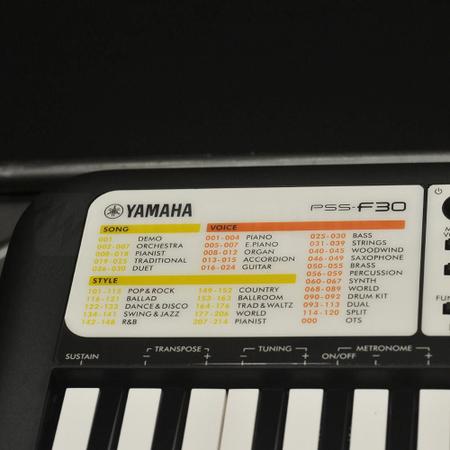 YAMAHA PSS-F30
SONG
001 DEMO
002-007 ORCHESTRA
008-018 PIANIST
019-025 TRADITIONAL
026-030 DUET
VOICE
001-004 PIANO
005-007 E.PIANO
008-012 ORGAN
013-015 ACCORDION
016-024 GUITAR
025-030 BASS
031-039 STRINGS
040-045 WOODWIND
046-049 SAXOPHONE
050-055 BRASS
056-059 PERCUSSION
060-067 SYNTH
068-089 WORLD
090-092 DRUM KIT
093-113 DUAL
114-120 SPLIT
000 OTS
STYLE
101-115 POP & ROCK
116-121 BALLAD
122-133 DANCE & DISCO
134-141 SWING & JAZZ
142-148 R&B
149-152 COUNTRY
153-163 BALLROOM
164-176 TRAD & WALTZ
177-206 WORLD
207-214 PIANIST
SUSTAIN
- TRANSPOSE +
- TUNING +
ON/OFF
- METRONOME +